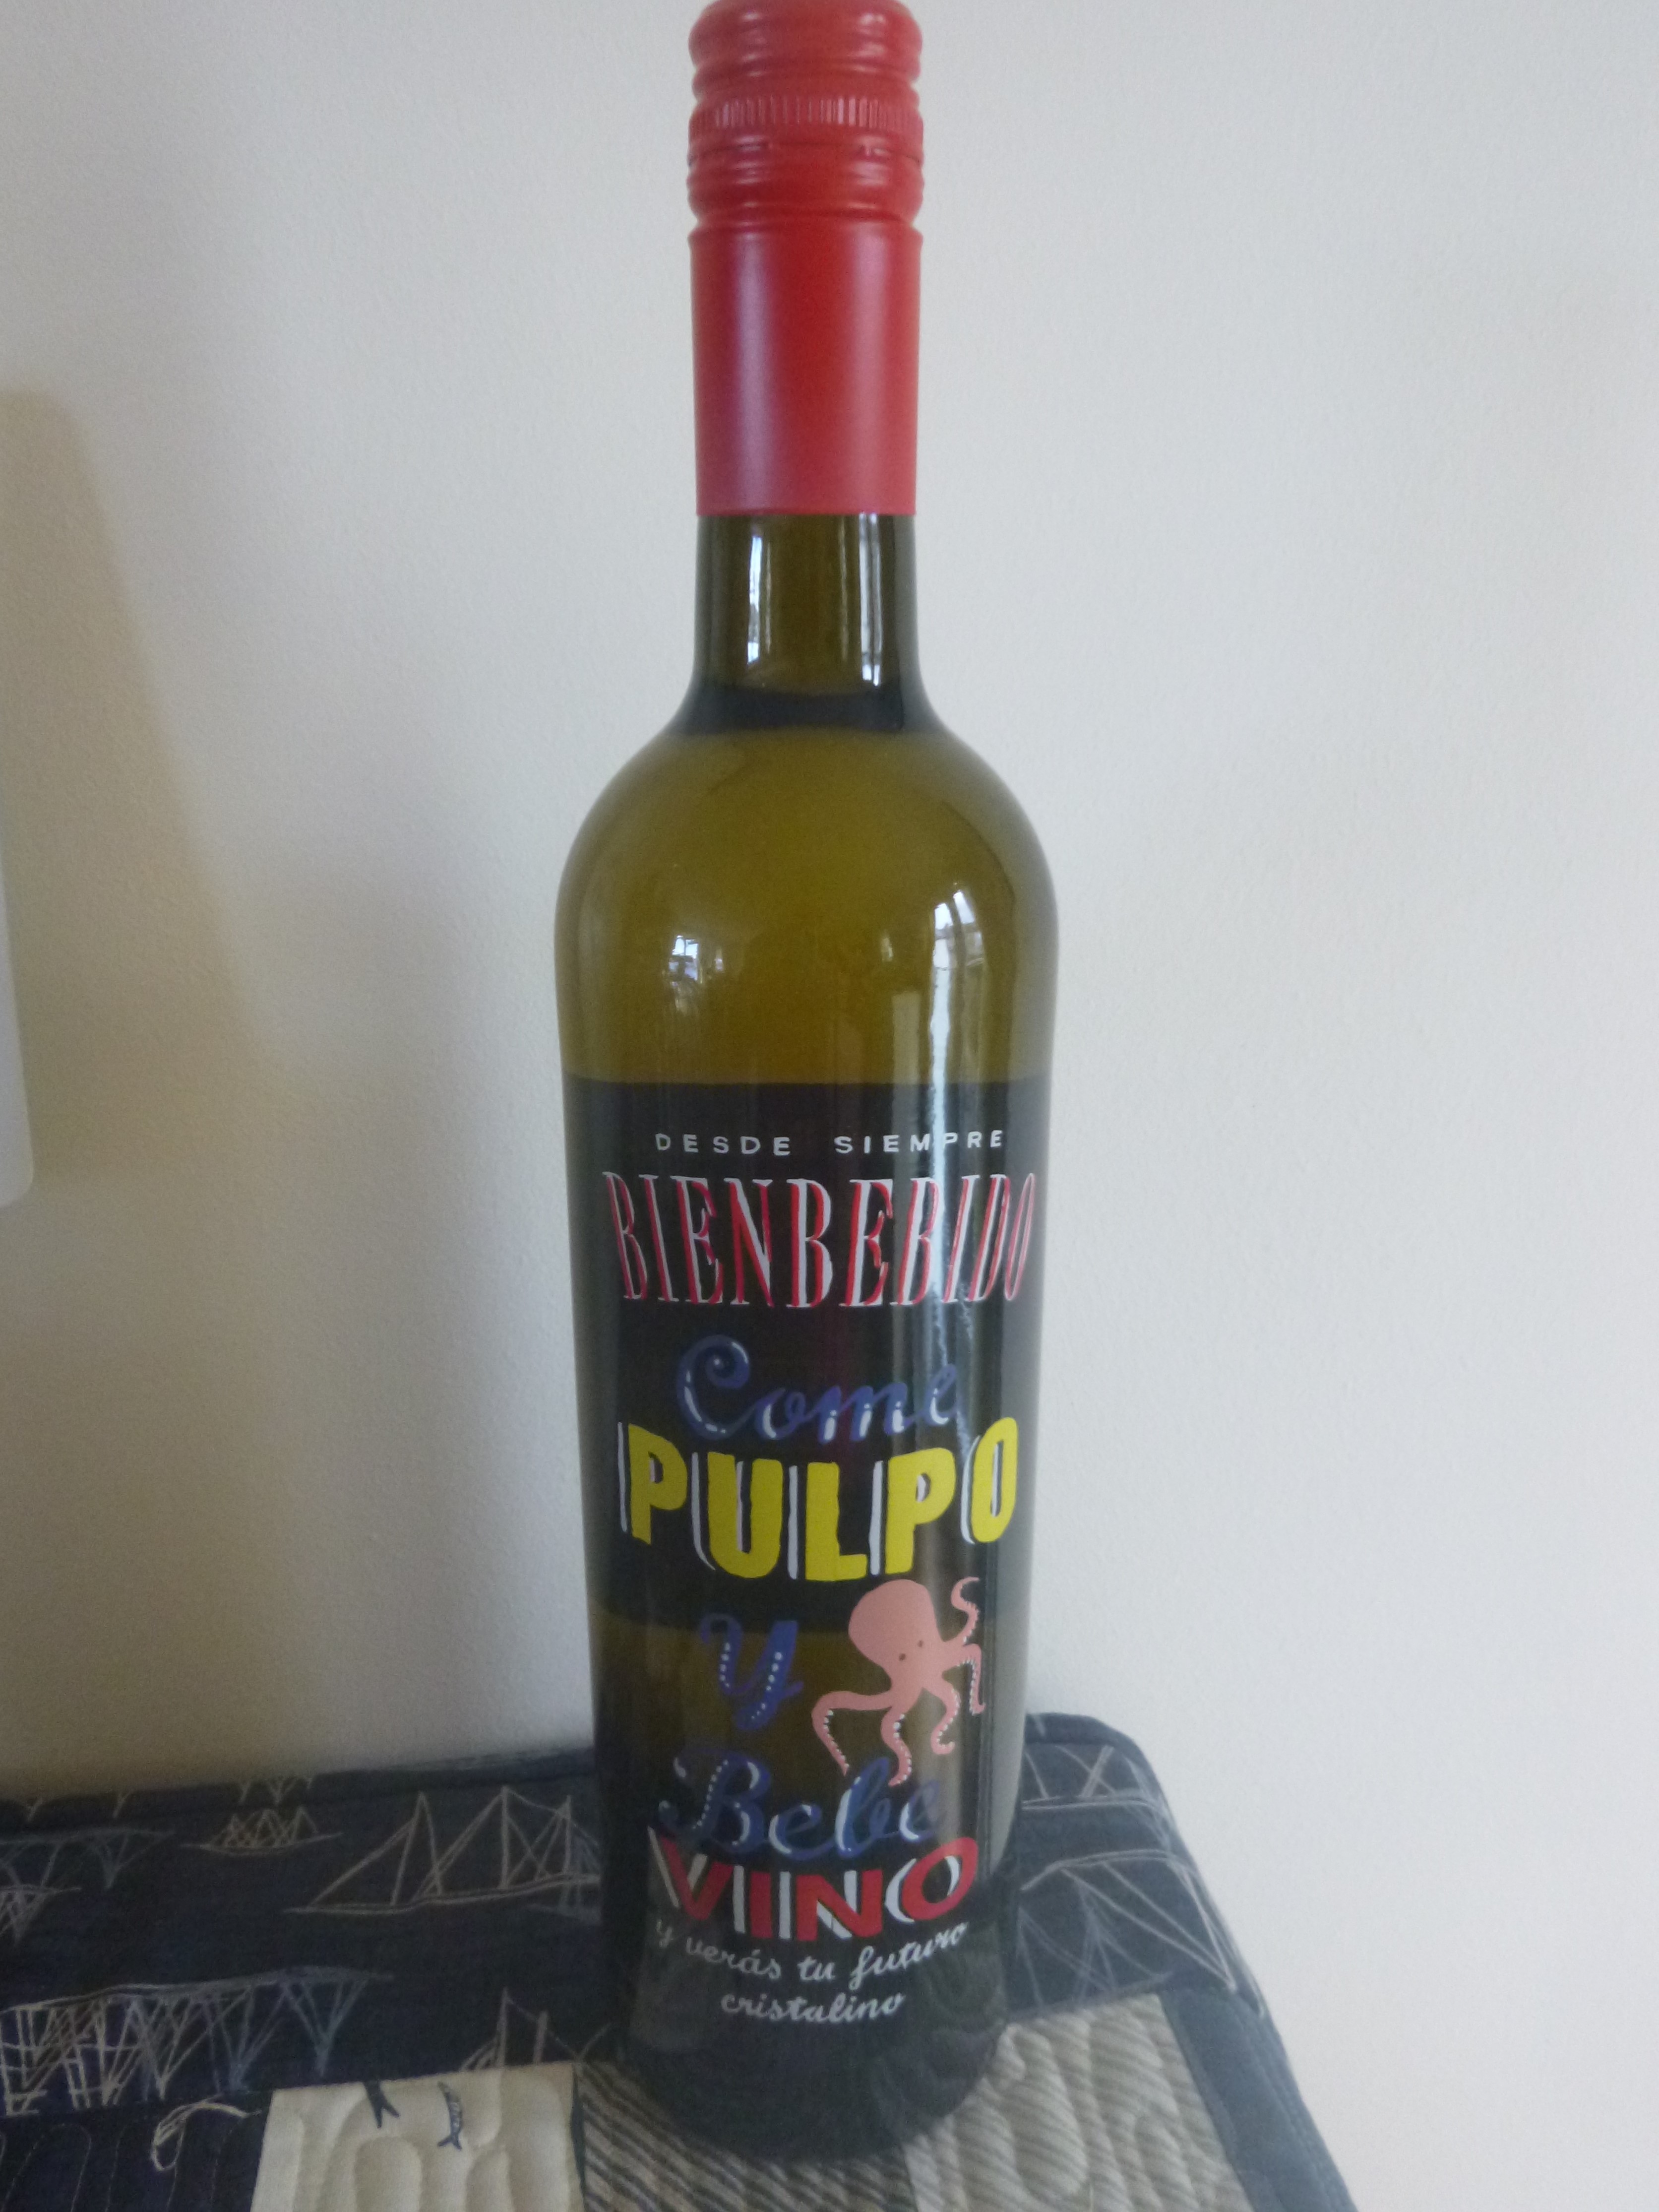 DESDE SIEMPRE
BIENBEBIDO
Come
PULPO
y
Bebe
VINO
y verás tu futuro
cristalino